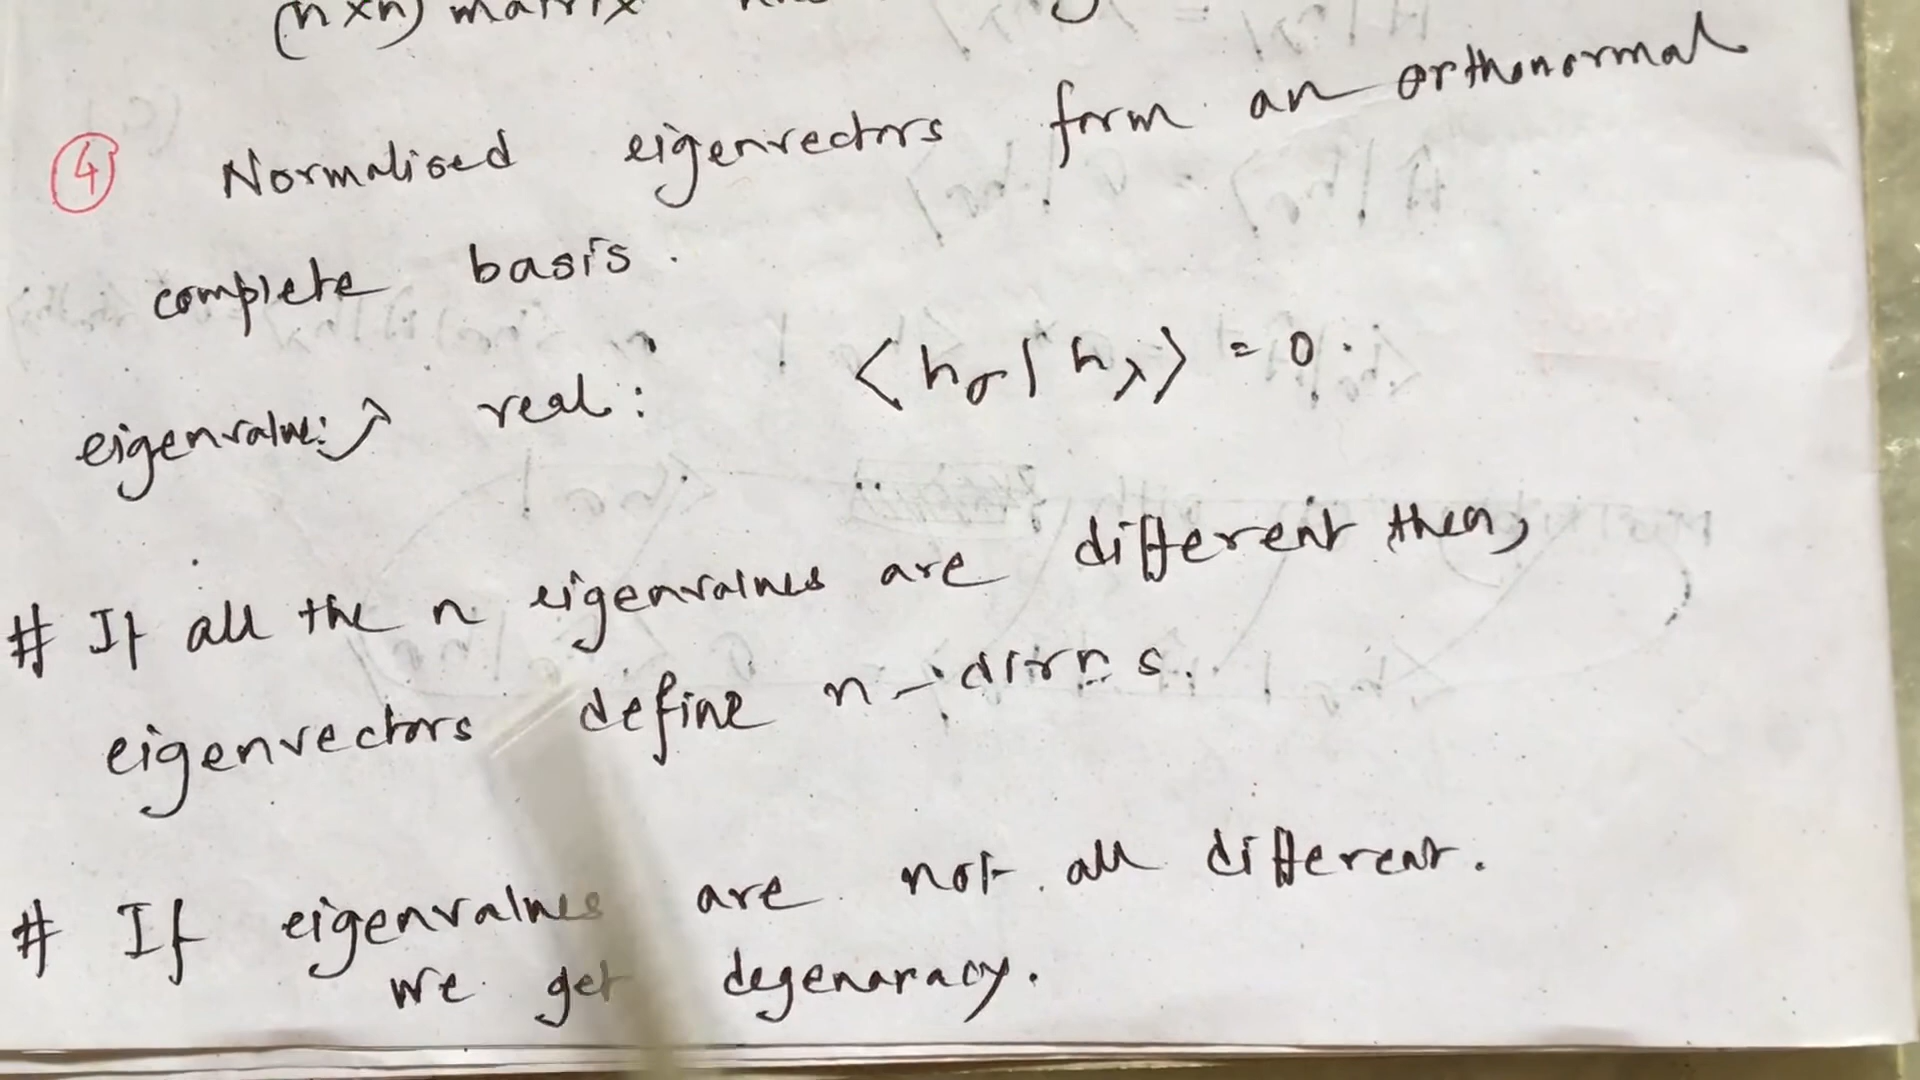 (n×n) matrix
④ Normalised eigenvectors form an orthonormal
complete basis.
eigenvalues real: ⟨hσ|hλ⟩ = 0.
# If all the n eigenvalues are different then,
eigenvectors define n-dirns.
# If eigenvalues are not all different.
we get degenaracy.